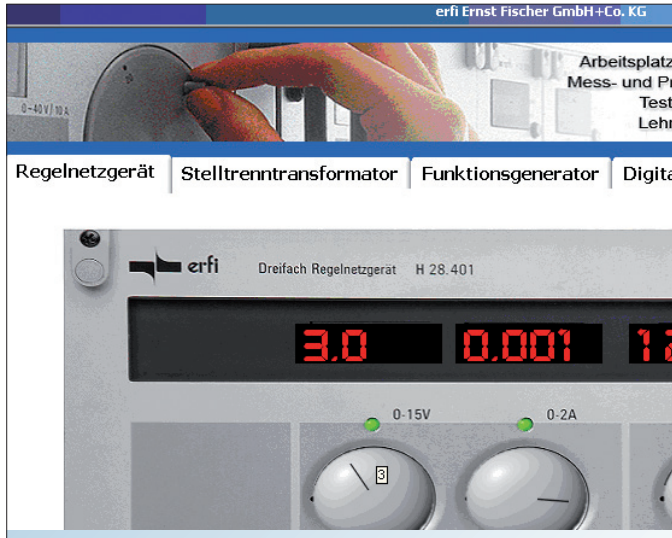 erfi Ernst Fischer GmbH+Co. KG
Arbeitsplatz
Mess- und Pr
Test
Lehr
0-40V/10A
Regelnetzgerät Stelltrenntransformator Funktionsgenerator Digita
erfi Dreifach Regelnetzgerät H 28.401
3.0 0.001 12
0-15V 0-2A
3